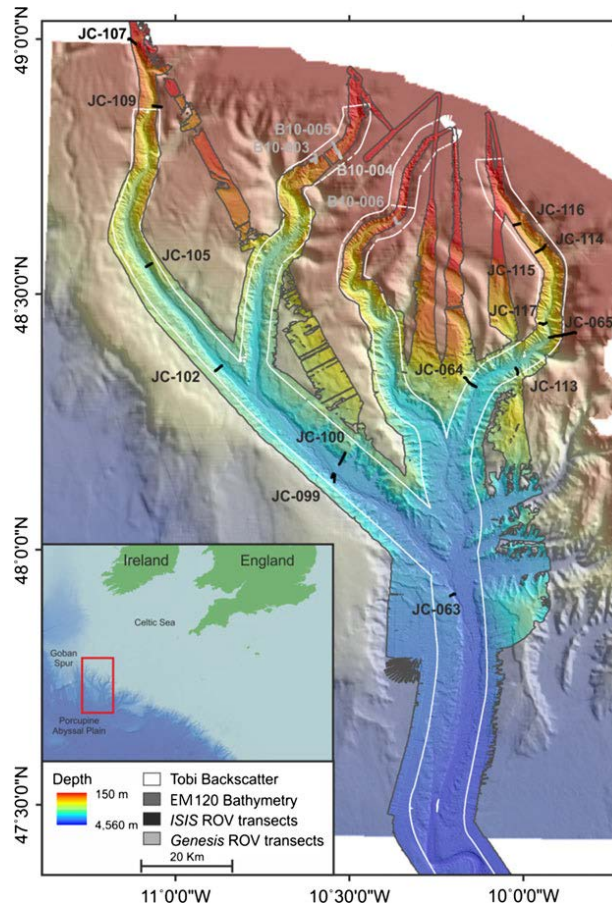 49°0'0"N
JC-107
JC-109
B10-005
B10-003
B10-004
B10-006
JC-116
JC-114
JC-105
JC-115
48°30'0"N
JC-117
JC-065
JC-102
JC-064
JC-113
JC-100
JC-099
48°0'0"N
Ireland
England
Celtic Sea
JC-063
Goban
Spur
Porcupine
Abyssal Plain
Depth
150 m
4,560 m
Tobi Backscatter
EM120 Bathymetry
ISIS ROV transects
Genesis ROV transects
20 Km
47°30'0"N
11°0'0"W
10°30'0"W
10°0'0"W